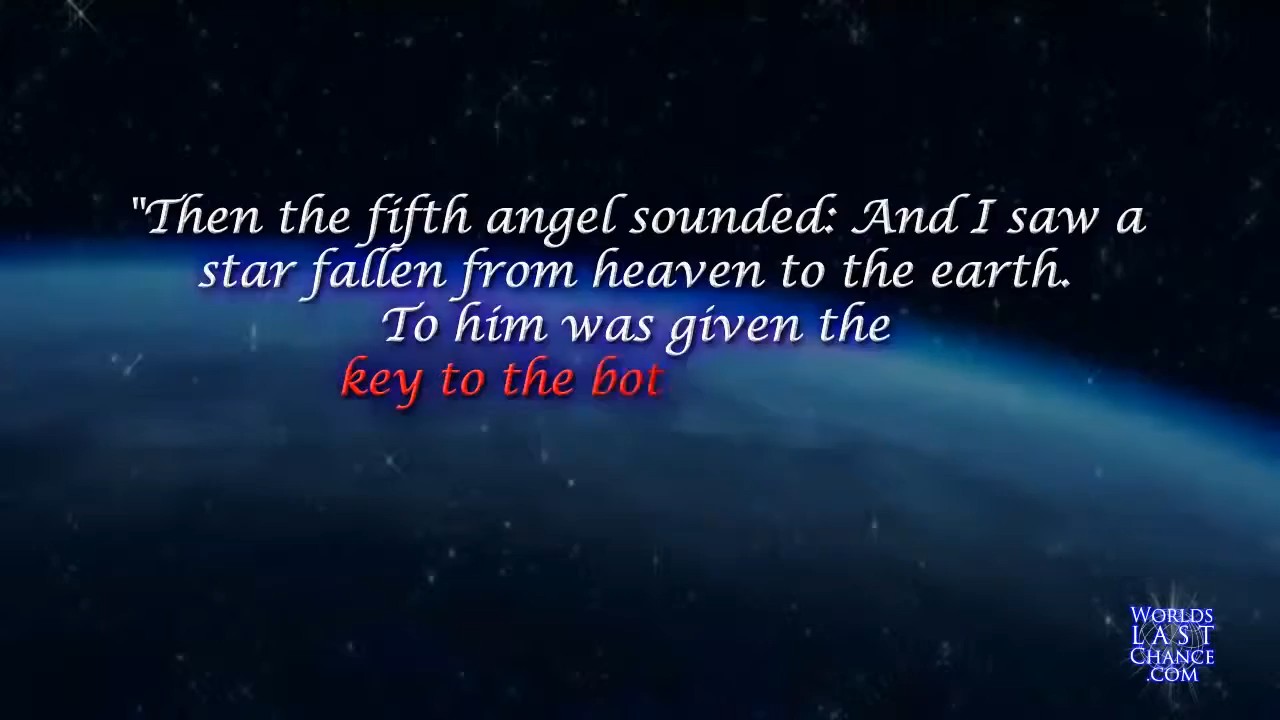 "Then the fifth angel sounded: And I saw a
star fallen from heaven to the earth.
To him was given the
key to the bot
WORLDS
LAST
CHANCE
.COM